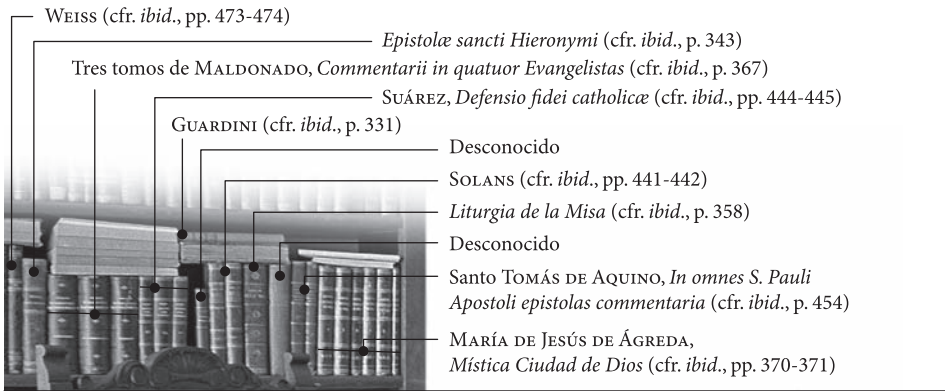 WEISS (cfr. ibid., pp. 473-474)
Epistolæ sancti Hieronymi (cfr. ibid., p. 343)
Tres tomos de MALDONADO, Commentarii in quatuor Evangelistas (cfr. ibid., p. 367)
SUÁREZ, Defensio fidei catholicæ (cfr. ibid., pp. 444-445)
GUARDINI (cfr. ibid., p. 331)
Desconocido
SOLANS (cfr. ibid., pp. 441-442)
Liturgia de la Misa (cfr. ibid., p. 358)
Desconocido
Santo TOMÁS DE AQUINO, In omnes S. Pauli
Apostoli epistolas commentaria (cfr. ibid., p. 454)
MARÍA DE JESÚS DE ÁGREDA,
Mística Ciudad de Dios (cfr. ibid., pp. 370-371)